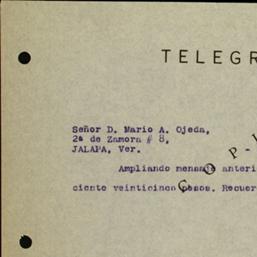 TELEGR
Señor D. Mario A. Ojeda,
2ª de Zamora # 8,
JALAPA, Ver.
Ampliando mensaje anteri
ciento veinticinco pesos. Recuer
C O P -